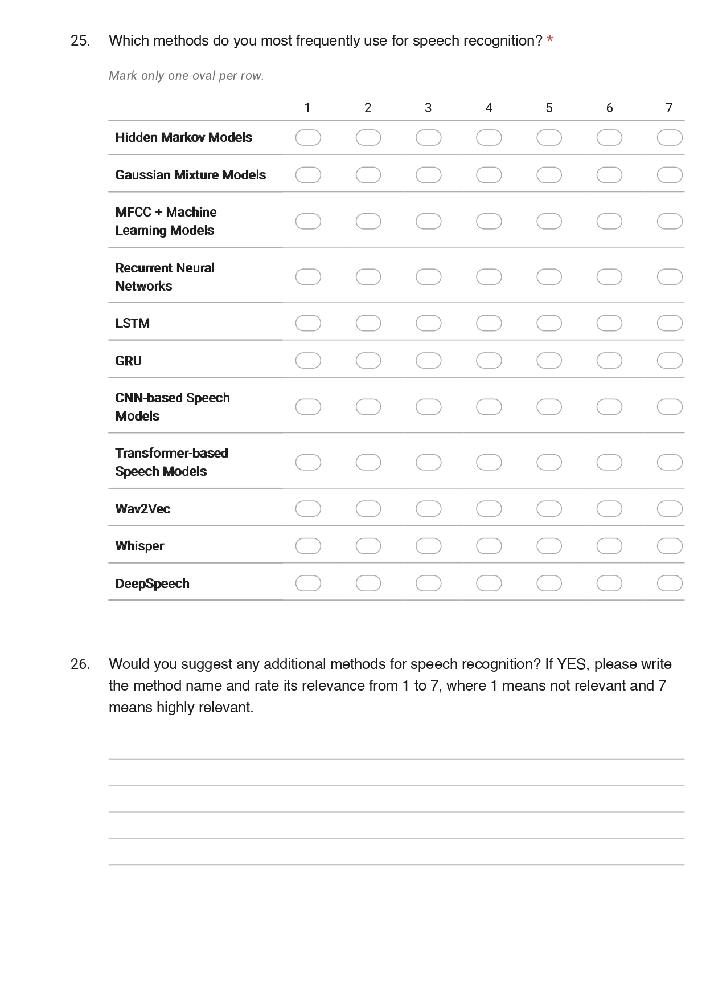 25. Which methods do you most frequently use for speech recognition? *
Mark only one oval per row.
1 2 3 4 5 6 7
Hidden Markov Models
Gaussian Mixture Models
MFCC + Machine
Learning Models
Recurrent Neural
Networks
LSTM
GRU
CNN-based Speech
Models
Transformer-based
Speech Models
Wav2Vec
Whisper
DeepSpeech
26. Would you suggest any additional methods for speech recognition? If YES, please write
the method name and rate its relevance from 1 to 7, where 1 means not relevant and 7
means highly relevant.